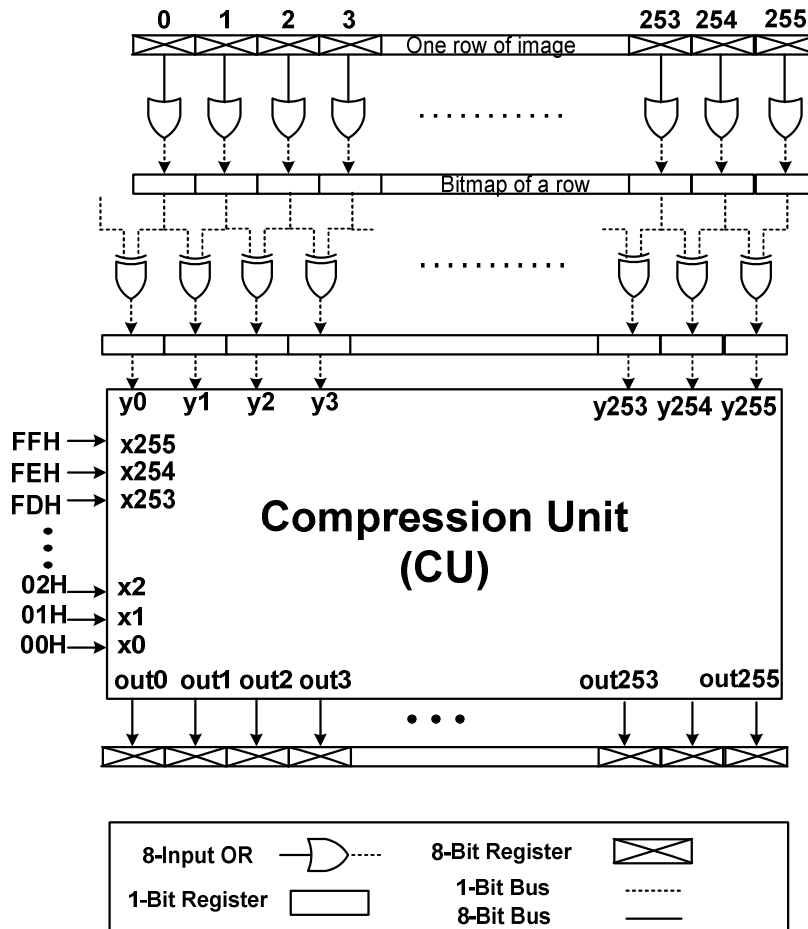 0 1 2 3 253 254 255
One row of image
Bitmap of a row
y0 y1 y2 y3 y253 y254 y255
FFH x255
FEH x254
FDH x253
Compression Unit
(CU)
02H x2
01H x1
00H x0
out0 out1 out2 out3 out253 out255
8-Input OR 8-Bit Register
1-Bit Register 1-Bit Bus
8-Bit Bus